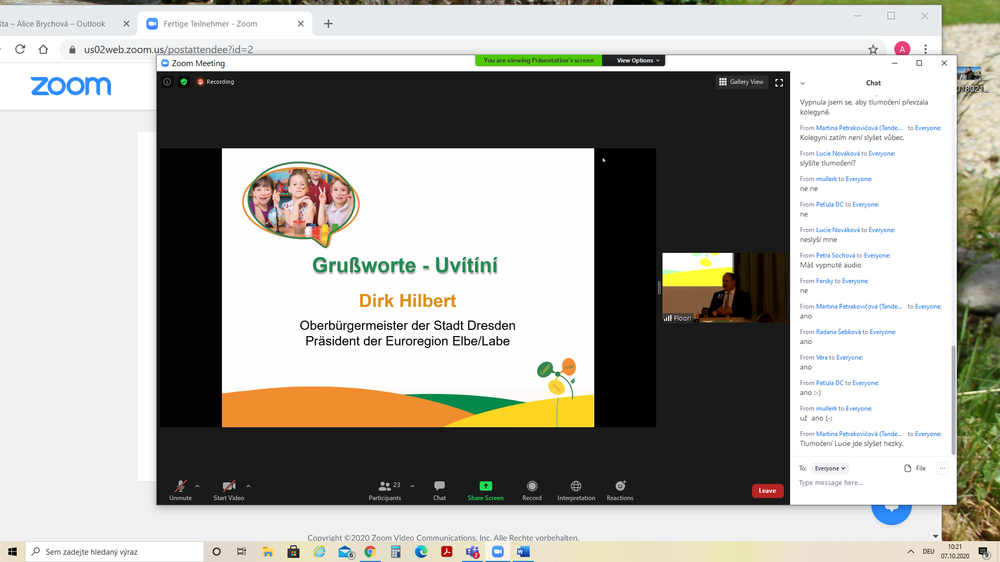 šta – Alice Brychová – Outlook
Fertige Teilnehmer - Zoom
us02web.zoom.us/postattendee?id=2
A
zoom
Zoom Meeting
You are viewing Präsentation's screen
View Options
Recording
Gallery View
018021...
Grußworte - Uvítíní
Dirk Hilbert
Oberbürgermeister der Stadt Dresden
Präsident der Euroregion Elbe/Labe
Cześć!
Hallo!
Ahoj!
Floor!
Chat
Vypnula jsem se, aby tlumočení převzala
kolegyně.
From Martina Petrakovičová (Tande... to Everyone:
Kolegyni zatím není slyšet vůbec.
From Lucie Nováková to Everyone:
slyšíte tlumočení?
From mullerk to Everyone:
ne ne
From Peťula DC to Everyone:
ne
From Lucie Nováková to Everyone:
neslyší mne
From Petra Sochová to Everyone:
Máš vypnuté audio
From Farsky to Everyone:
ne
From Martina Petrakovičová (Tande... to Everyone:
ano
From Radana Šebková to Everyone:
ano
From Věra to Everyone:
ano
From Peťula DC to Everyone:
ano :-)
From mullerk to Everyone:
už ano (-:
From Martina Petrakovičová (Tande... to Everyone:
Tlumočení Lucie jde slyšet hezky.
To: Everyone
File
Type message here...
Unmute
Start Video
Participants
23
Chat
Share Screen
Record
Interpretation
Reactions
Leave
Copyright ©2020 Zoom Video Communications, Inc. Alle Rechte vorbehalten.
Sem zadejte hledaný výraz
6
2
DEU
10:21
07.10.2020
9